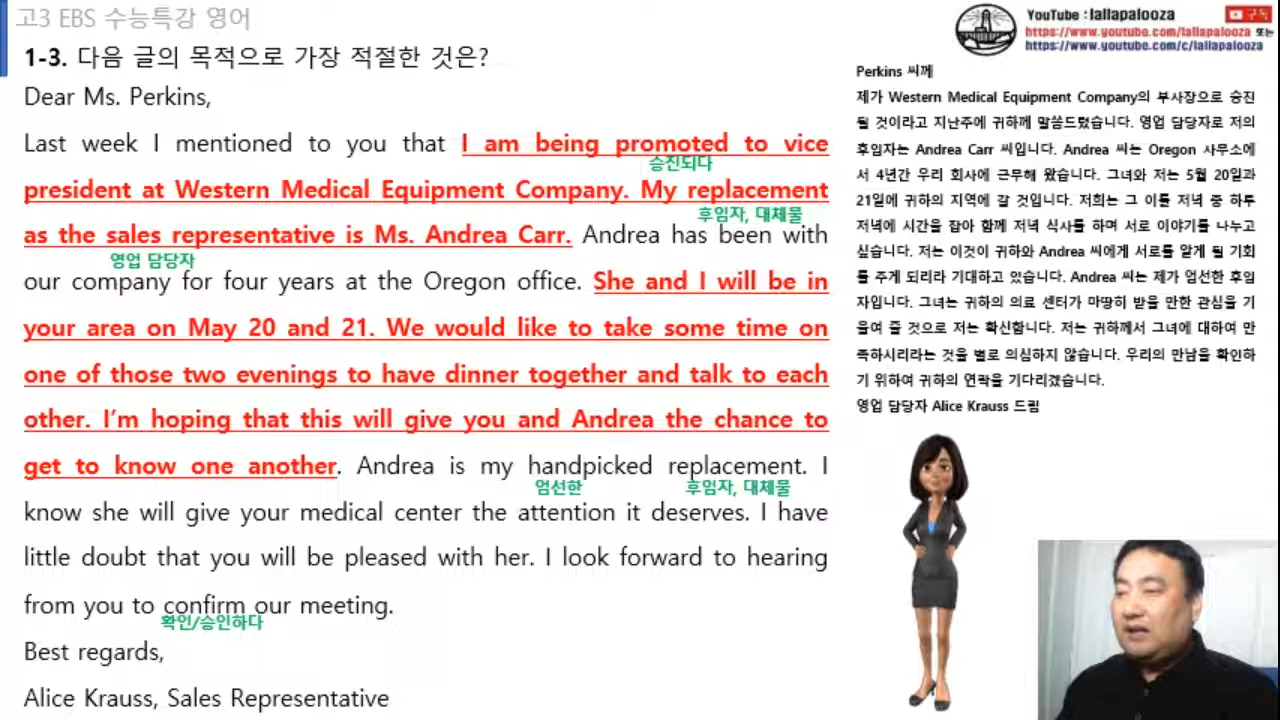 고3 EBS 수능특강 영어
1-3. 다음 글의 목적으로 가장 적절한 것은?
Dear Ms. Perkins,
Last week I mentioned to you that I am being promoted to vice
승진되다
president at Western Medical Equipment Company. My replacement
후임자, 대체물
as the sales representative is Ms. Andrea Carr. Andrea has been with
영업 담당자
our company for four years at the Oregon office. She and I will be in
your area on May 20 and 21. We would like to take some time on
one of those two evenings to have dinner together and talk to each
other. I'm hoping that this will give you and Andrea the chance to
get to know one another. Andrea is my handpicked replacement. I
엄선한 후임자, 대체물
know she will give your medical center the attention it deserves. I have
little doubt that you will be pleased with her. I look forward to hearing
from you to confirm our meeting.
확인/승인하다
Best regards,
Alice Krauss, Sales Representative
YouTube : lallapalooza 구독
https://www.youtube.com/lallapalooza 또는
https://www.youtube.com/c/lallapalooza
Perkins 씨께
제가 Western Medical Equipment Company의 부사장으로 승진
될 것이라고 지난주에 귀하께 말씀드렸습니다. 영업 담당자로 저의
후임자는 Andrea Carr 씨입니다. Andrea 씨는 Oregon 사무소에
서 4년간 우리 회사에 근무해 왔습니다. 그녀와 저는 5월 20일과
21일에 귀하의 지역에 갈 것입니다. 저희는 그 이틀 저녁 중 하루
저녁에 시간을 잡아 함께 저녁 식사를 하며 서로 이야기를 나누고
싶습니다. 저는 이것이 귀하와 Andrea 씨에게 서로를 알게 될 기회
를 주게 되리라 기대하고 있습니다. Andrea 씨는 제가 엄선한 후임
자입니다. 그녀는 귀하의 의료 센터가 마땅히 받을 만한 관심을 기
울여 줄 것으로 저는 확신합니다. 저는 귀하께서 그녀에 대하여 만
족하시리라는 것을 별로 의심하지 않습니다. 우리의 만남을 확인하
기 위하여 귀하의 연락을 기다리겠습니다.
영업 담당자 Alice Krauss 드림